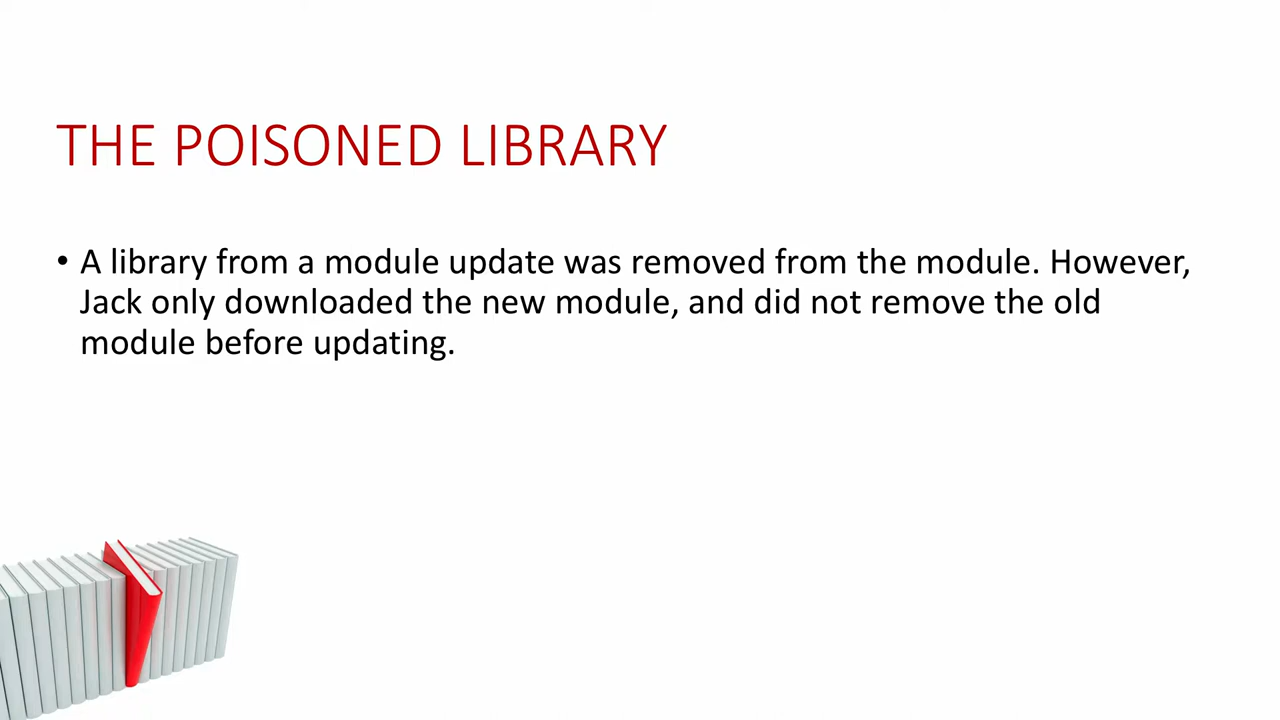 THE POISONED LIBRARY
• A library from a module update was removed from the module. However,
Jack only downloaded the new module, and did not remove the old
module before updating.